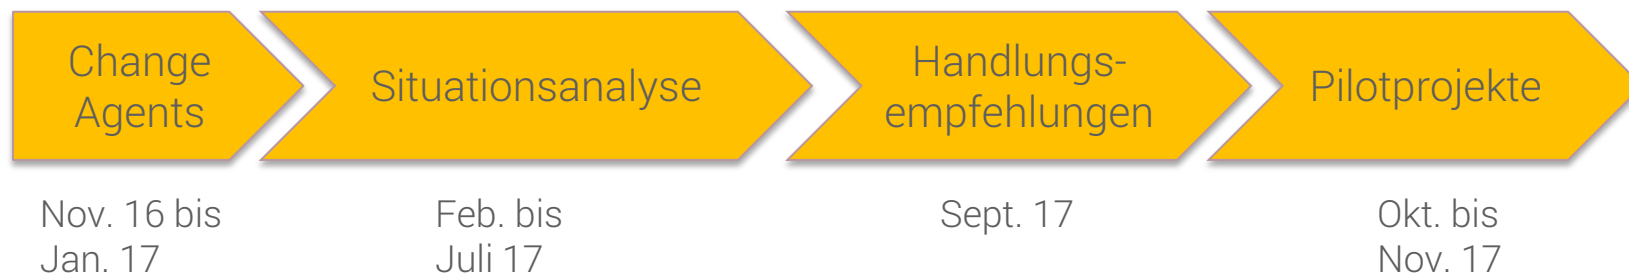 Change
Agents
Situationsanalyse
Handlungs-
empfehlungen
Pilotprojekte
Nov. 16 bis
Jan. 17
Feb. bis
Juli 17
Sept. 17
Okt. bis
Nov. 17